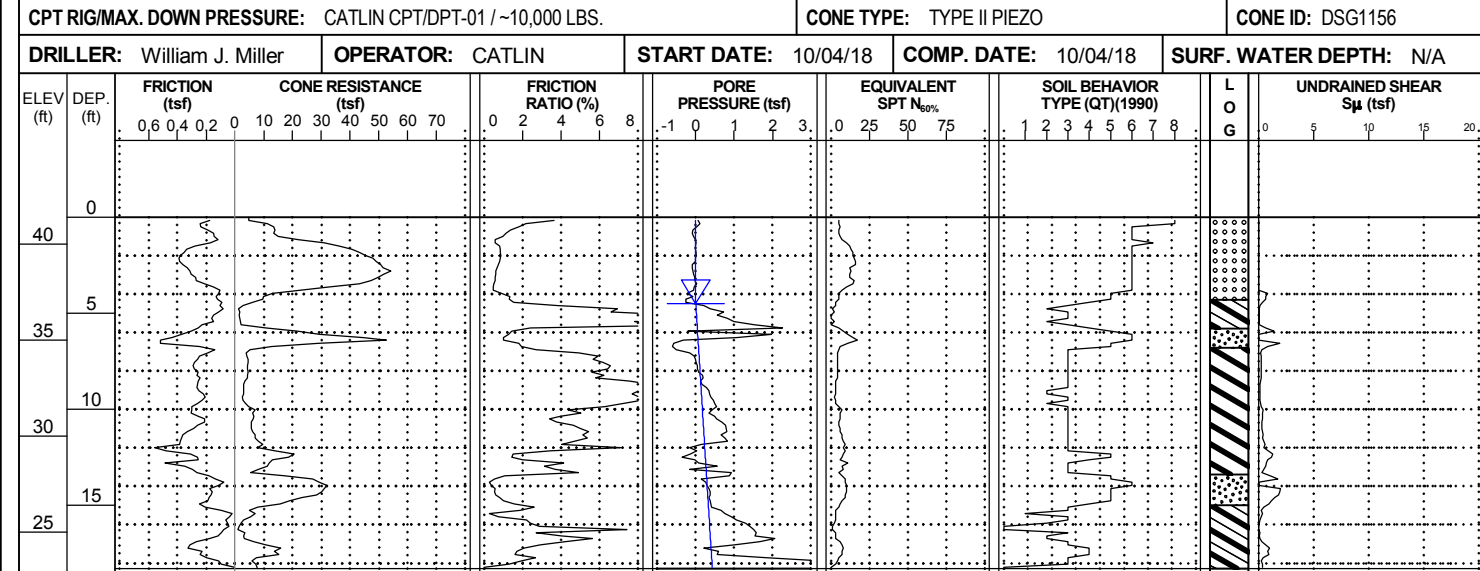 CPT RIG/MAX. DOWN PRESSURE: CATLIN CPT/DPT-01 / ~10,000 LBS. CONE TYPE: TYPE II PIEZO CONE ID: DSG1156
DRILLER: William J. Miller OPERATOR: CATLIN START DATE: 10/04/18 COMP. DATE: 10/04/18 SURF. WATER DEPTH: N/A
ELEV (ft)
DEP. (ft)
FRICTION (tsf)
CONE RESISTANCE (tsf)
FRICTION RATIO (%)
PORE PRESSURE (tsf)
EQUIVALENT SPT N60%
SOIL BEHAVIOR TYPE (QT)(1990)
L O G
UNDRAINED SHEAR Sµ (tsf)
0.6 0.4 0.2 0 10 20 30 40 50 60 70
0 2 4 6 8
-1 0 1 2 3
0 25 50 75
1 2 3 4 5 6 7 8
0 5 10 15 20
0
40
5
35
10
30
15
25